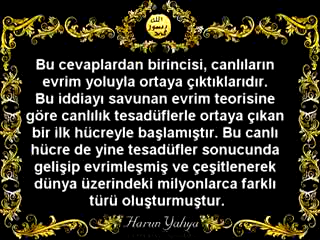 Bu cevaplardan birincisi, canlıların
evrim yoluyla ortaya çıktıklarıdır.
Bu iddiayı savunan evrim teorisine
göre canlılık tesadüflerle ortaya çıkan
bir ilk hücreyle başlamıştır. Bu canlı
hücre de yine tesadüfler sonucunda
gelişip evrimleşmiş ve çeşitlenerek
dünya üzerindeki milyonlarca farklı
türü oluşturmuştur.
Harun Yahya